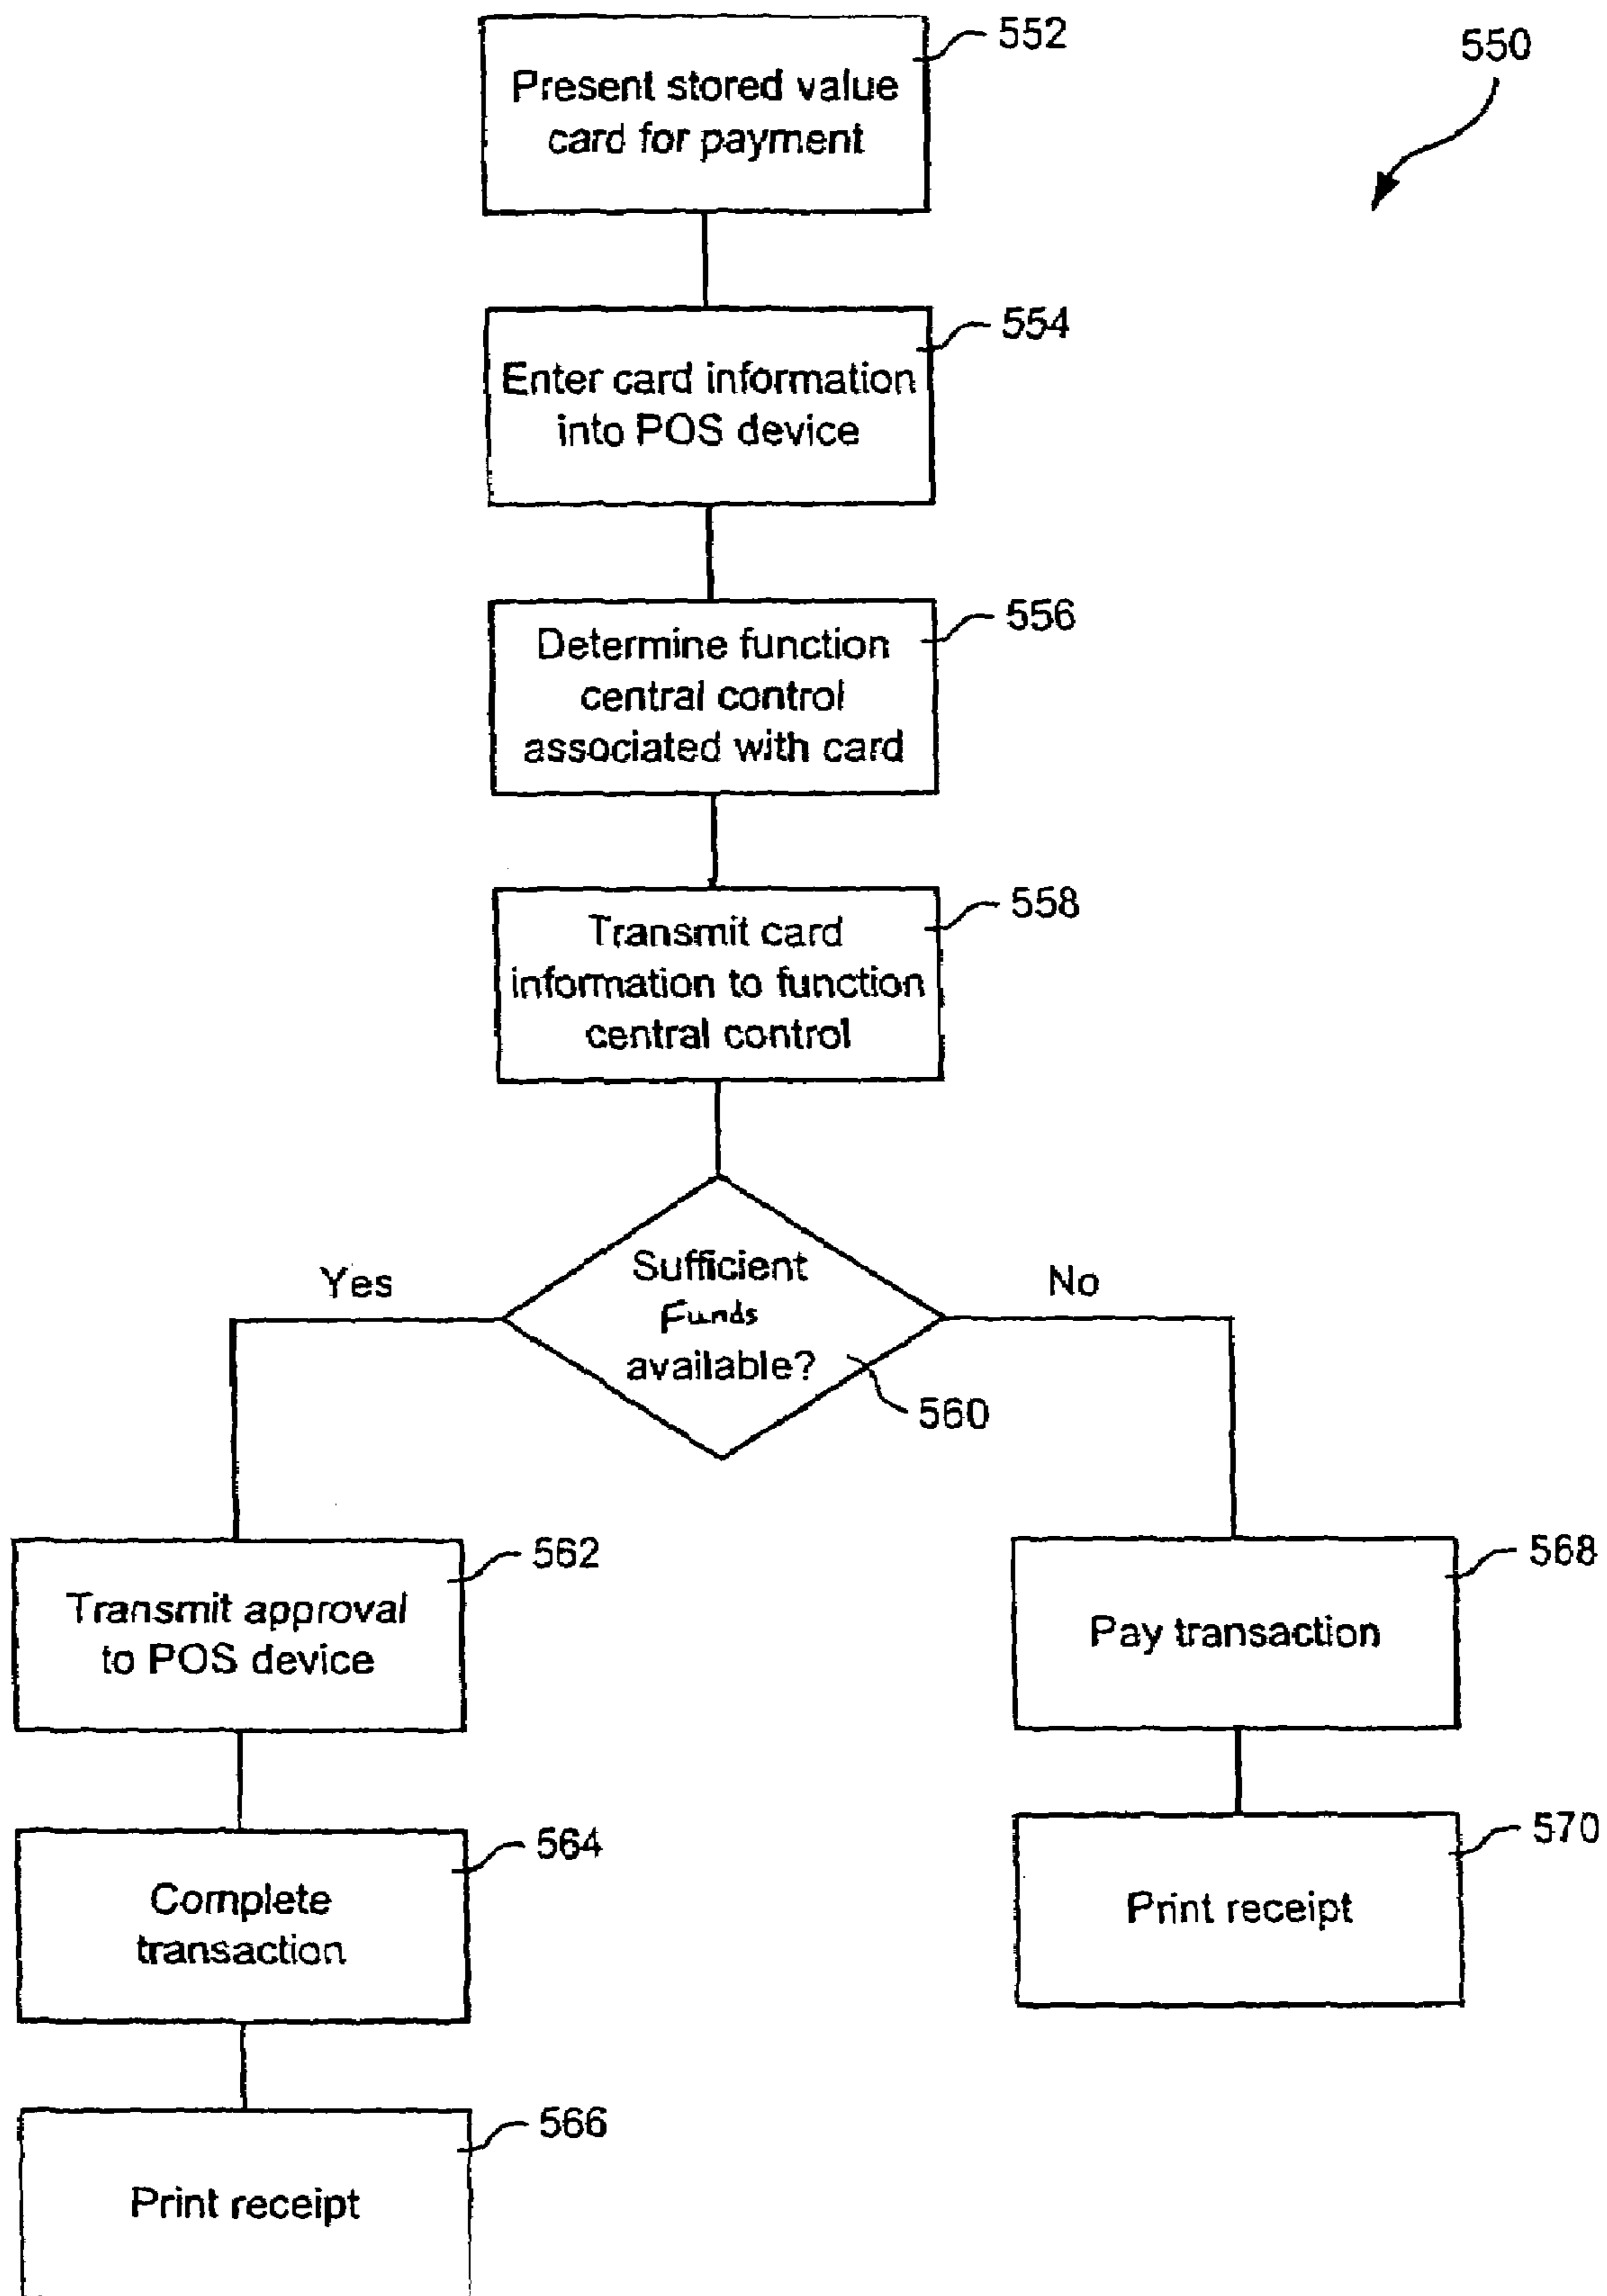 552
550
Present stored value
card for payment
554
Enter card information
into POS device
556
Determine function
central control
associated with card
558
Transmit card
information to function
central control
Yes
Sufficient
Funds
available?
No
560
562
Transmit approval
to POS device
568
Pay transaction
564
Complete
transaction
570
Print receipt
566
Print receipt